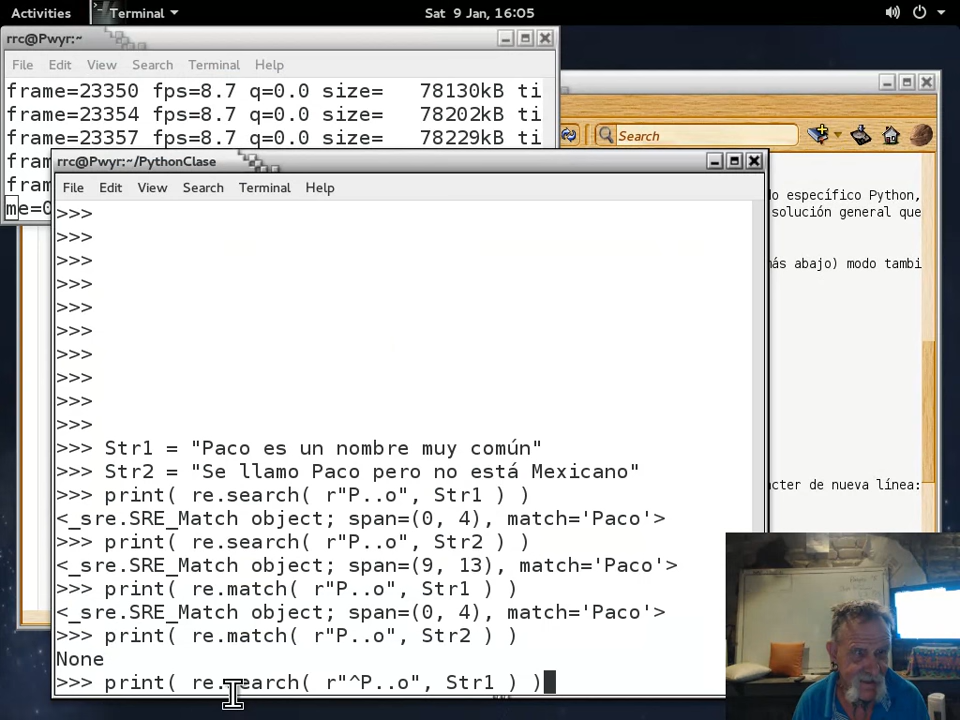 Activities
Terminal
Sat 9 Jan, 16:05
rrc@Pwyr:~
File Edit View Search Terminal Help
frame=23350 fps=8.7 q=0.0 size= 78130kB ti
frame=23354 fps=8.7 q=0.0 size= 78202kB ti
frame=23357 fps=8.7 q=0.0 size= 78229kB ti
fra
fram
me=0
Search
do específico Python,
solución general que
más abajo) modo tambi
acter de nueva línea:
rrc@Pwyr:~/PythonClase
File Edit View Search Terminal Help
>>>
>>>
>>>
>>>
>>>
>>>
>>>
>>>
>>>
>>>
>>> Str1 = "Paco es un nombre muy común"
>>> Str2 = "Se llamo Paco pero no está Mexicano"
>>> print( re.search( r"P..o", Str1 ) )
<_sre.SRE_Match object; span=(0, 4), match='Paco'>
>>> print( re.search( r"P..o", Str2 ) )
<_sre.SRE_Match object; span=(9, 13), match='Paco'>
>>> print( re.match( r"P..o", Str1 ) )
<_sre.SRE_Match object; span=(0, 4), match='Paco'>
>>> print( re.match( r"P..o", Str2 ) )
None
>>> print( re.search( r"^P..o", Str1 ) )